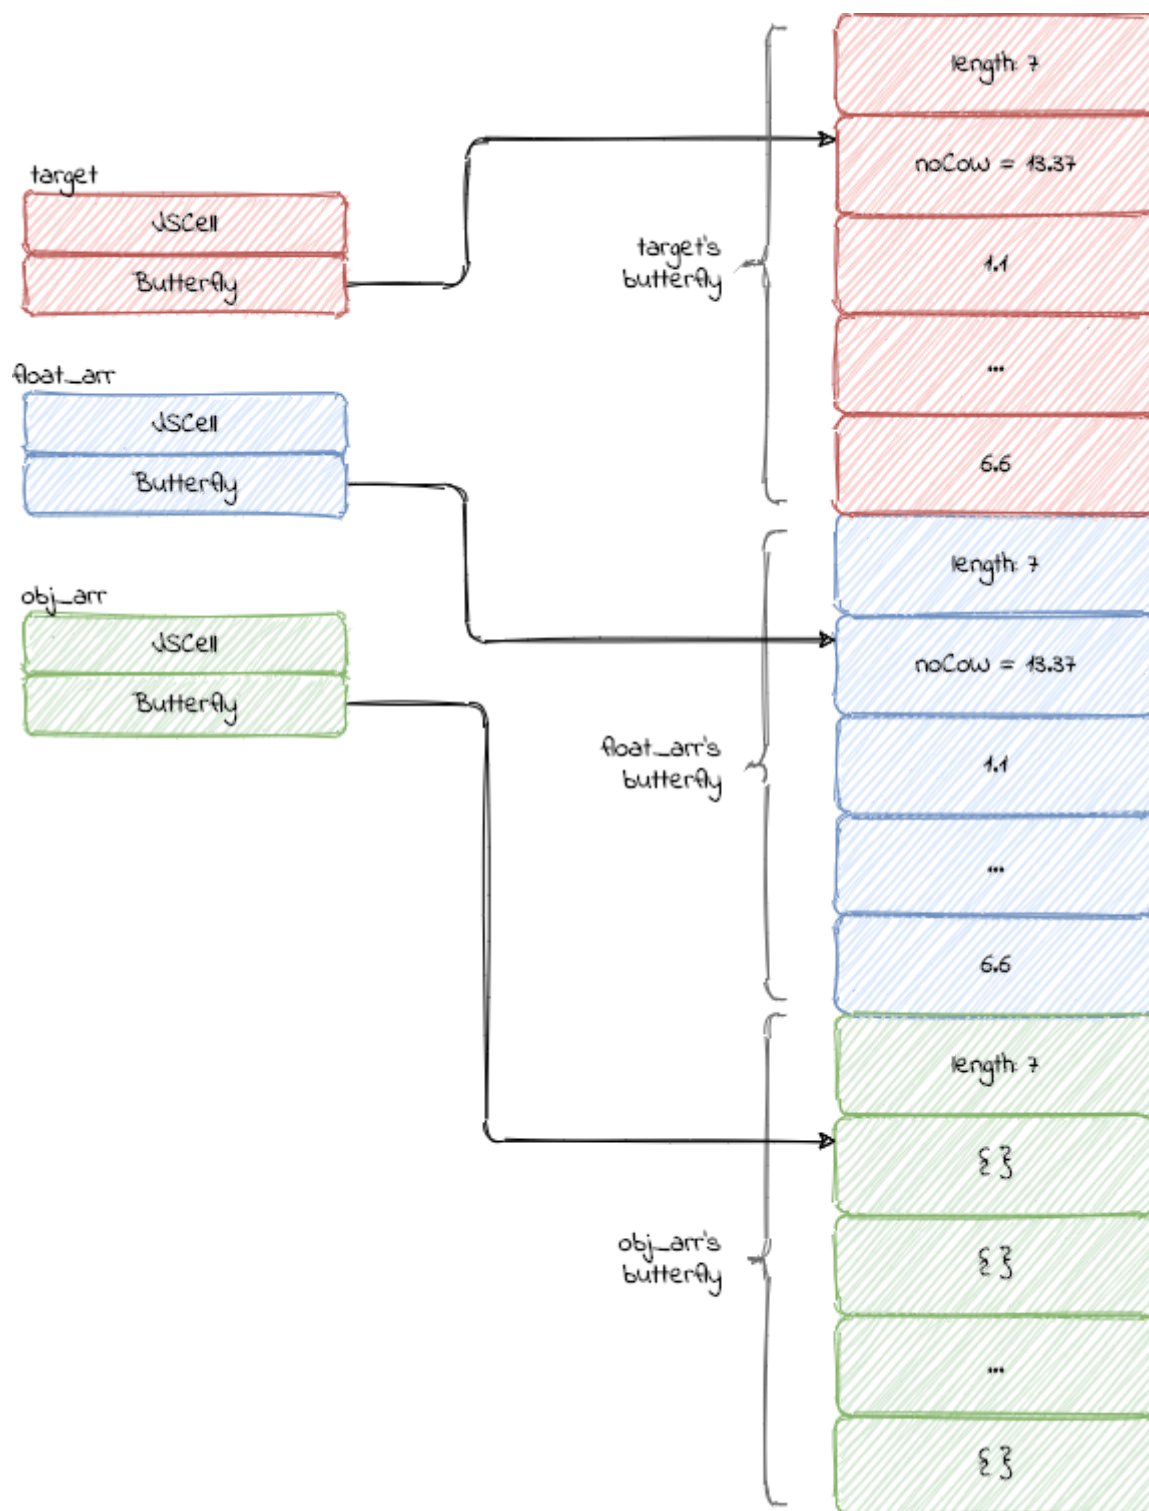 target
JSCell
Butterfly
float_arr
JSCell
Butterfly
obj_arr
JSCell
Butterfly
target's
butterfly
float_arr's
butterfly
obj_arr's
butterfly
length: 7
noCoW = 13.37
1.1
...
6.6
length: 7
noCoW = 13.37
1.1
...
6.6
length: 7
{ }
{ }
...
{ }